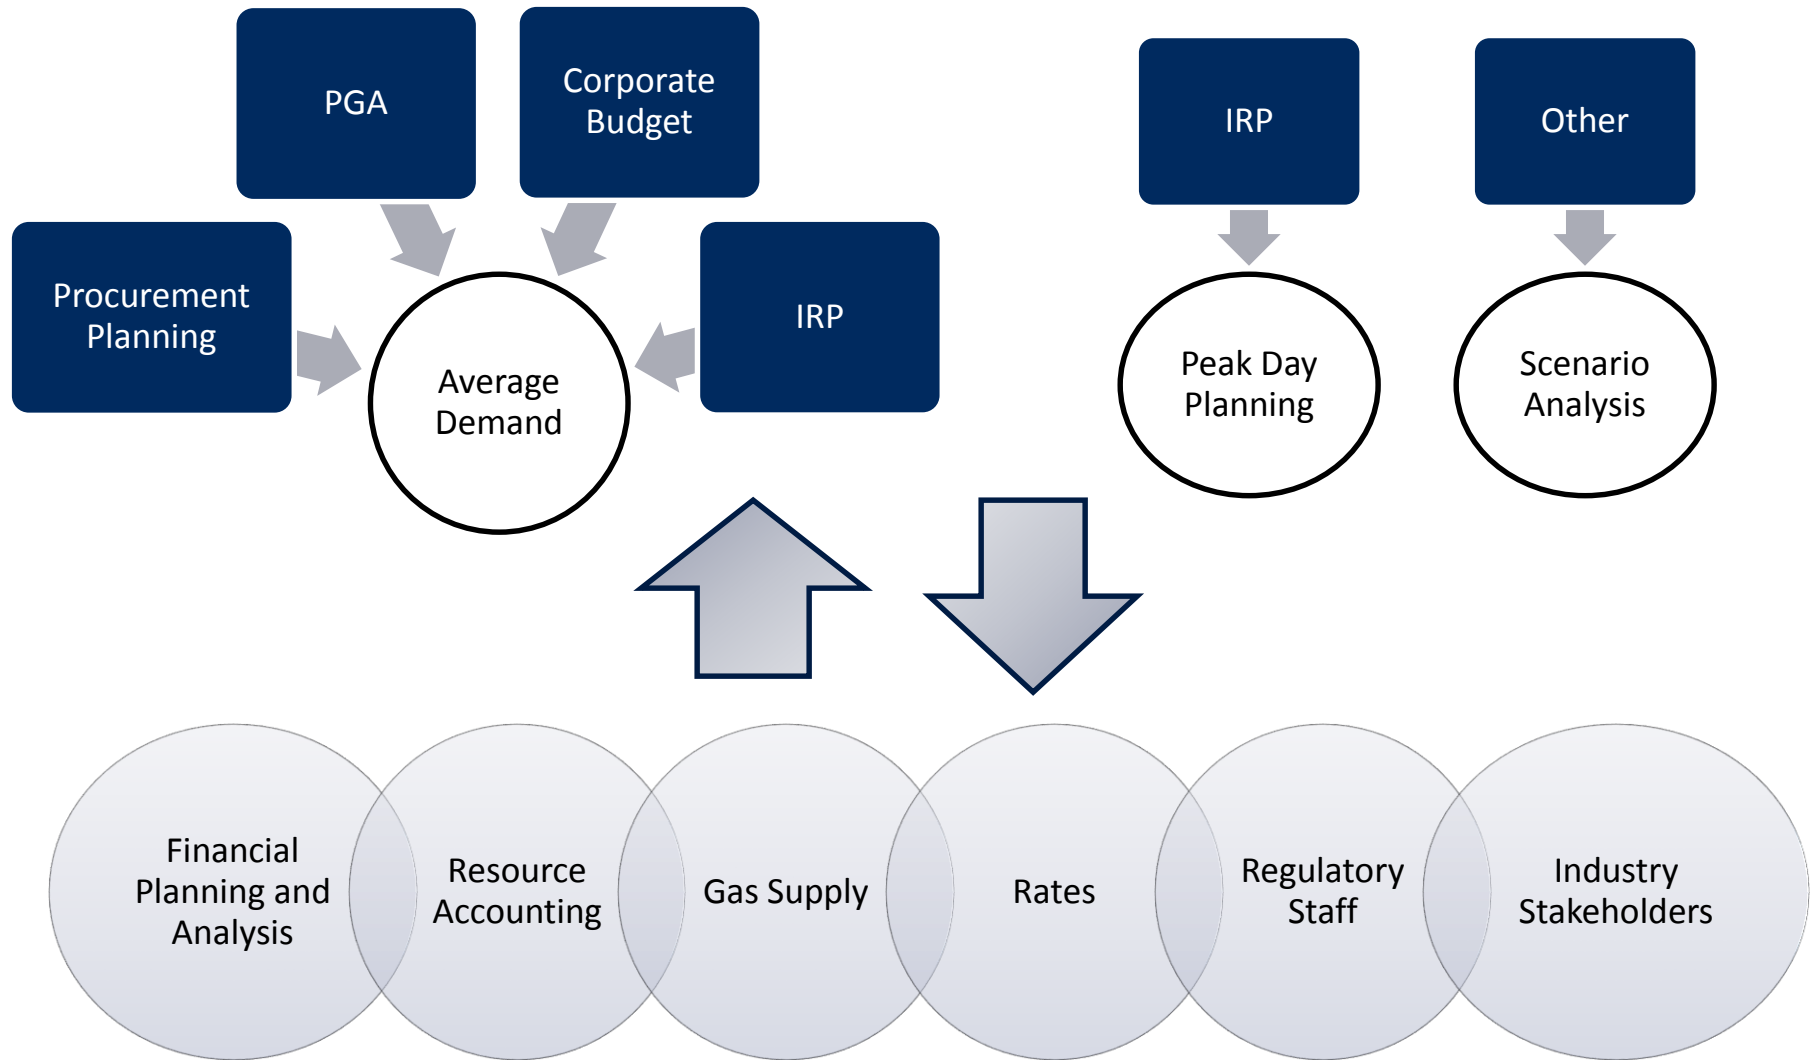 PGA
Corporate
Budget
IRP
Other
Procurement
Planning
IRP
Average
Demand
Peak Day
Planning
Scenario
Analysis
Financial
Planning and
Analysis
Resource
Accounting
Gas Supply
Rates
Regulatory
Staff
Industry
Stakeholders